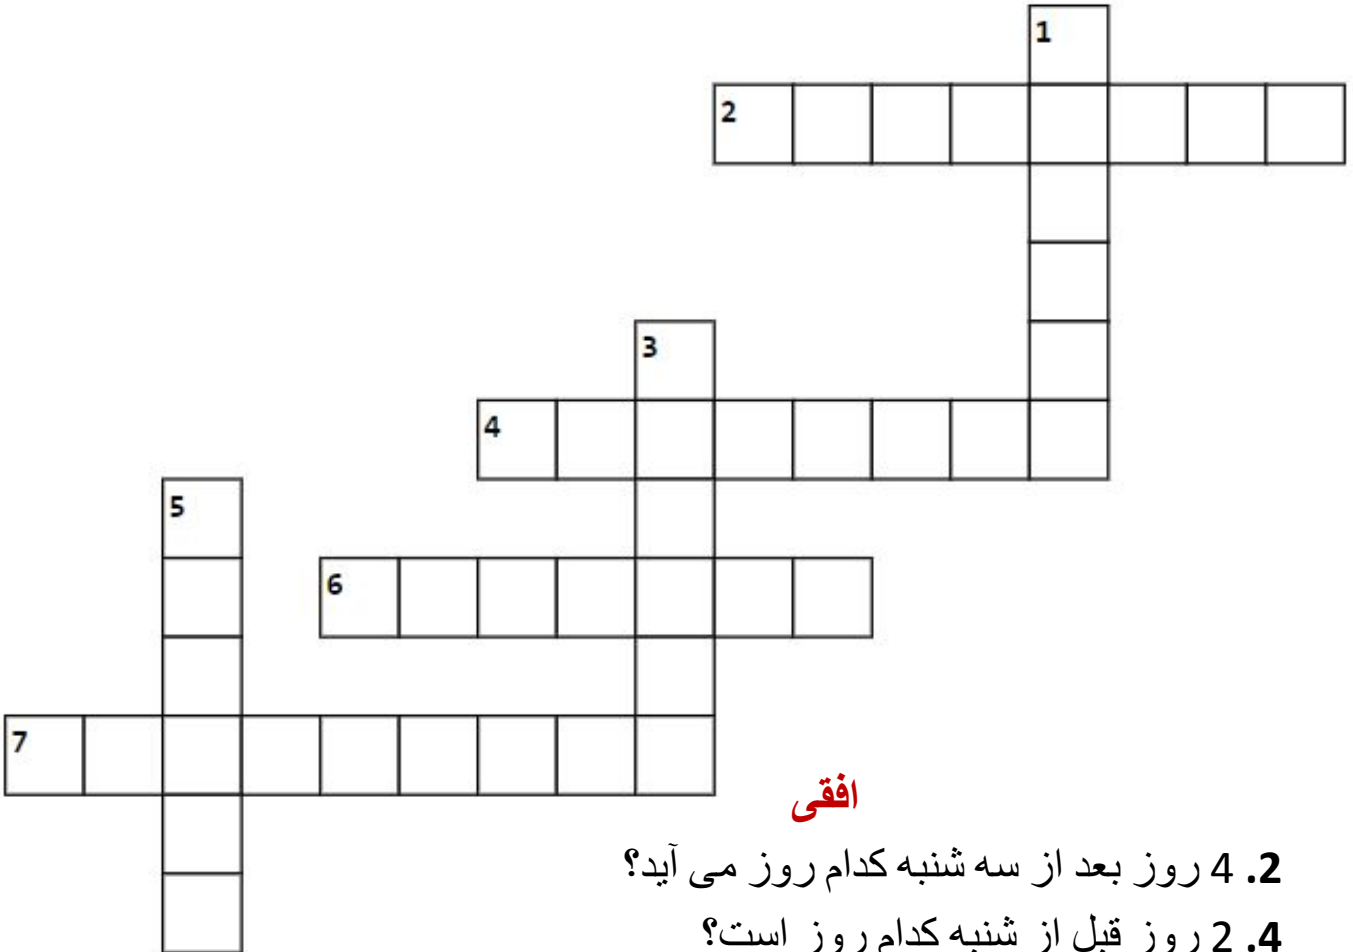 1
2
3
4
5
6
7
افقی
2. 4 روز بعد از سه شنبه کدام روز می آید؟
4. 2 روز قبل از شنبه کدام روز است؟